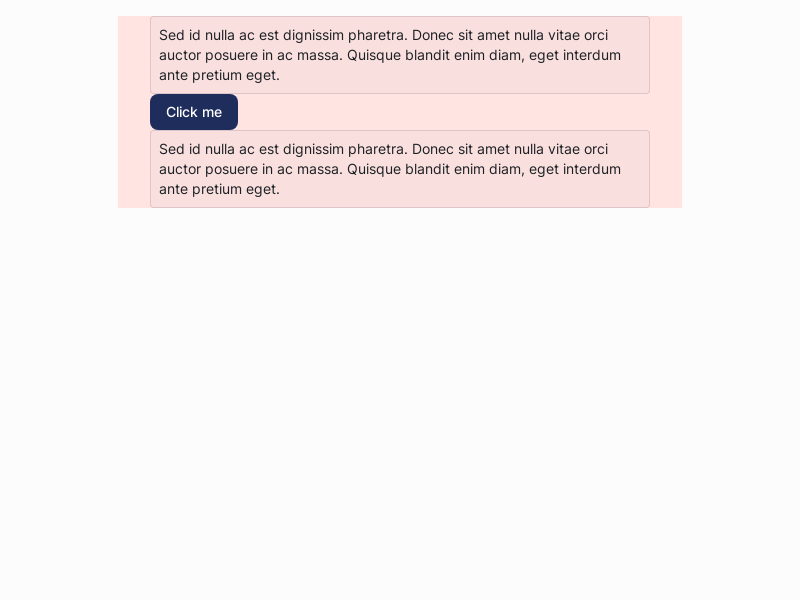 Sed id nulla ac est dignissim pharetra. Donec sit amet nulla vitae orci
auctor posuere in ac massa. Quisque blandit enim diam, eget interdum
ante pretium eget.
Click me
Sed id nulla ac est dignissim pharetra. Donec sit amet nulla vitae orci
auctor posuere in ac massa. Quisque blandit enim diam, eget interdum
ante pretium eget.